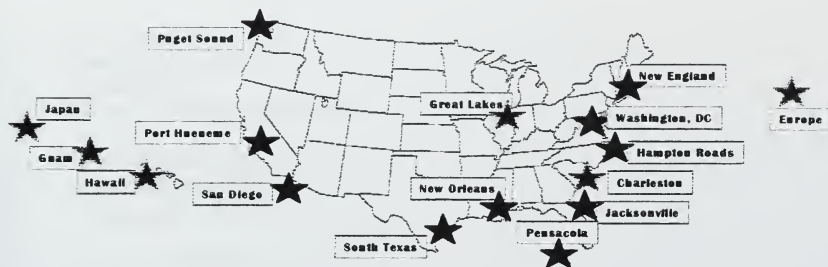 Puget Sound
New England
Great Lakes
Japan
Washington, DC
Europe
Port Hueneme
Guam
Hampton Roads
Hawaii
New Orleans
Charleston
San Diego
Jacksonville
Pensacola
South Texas